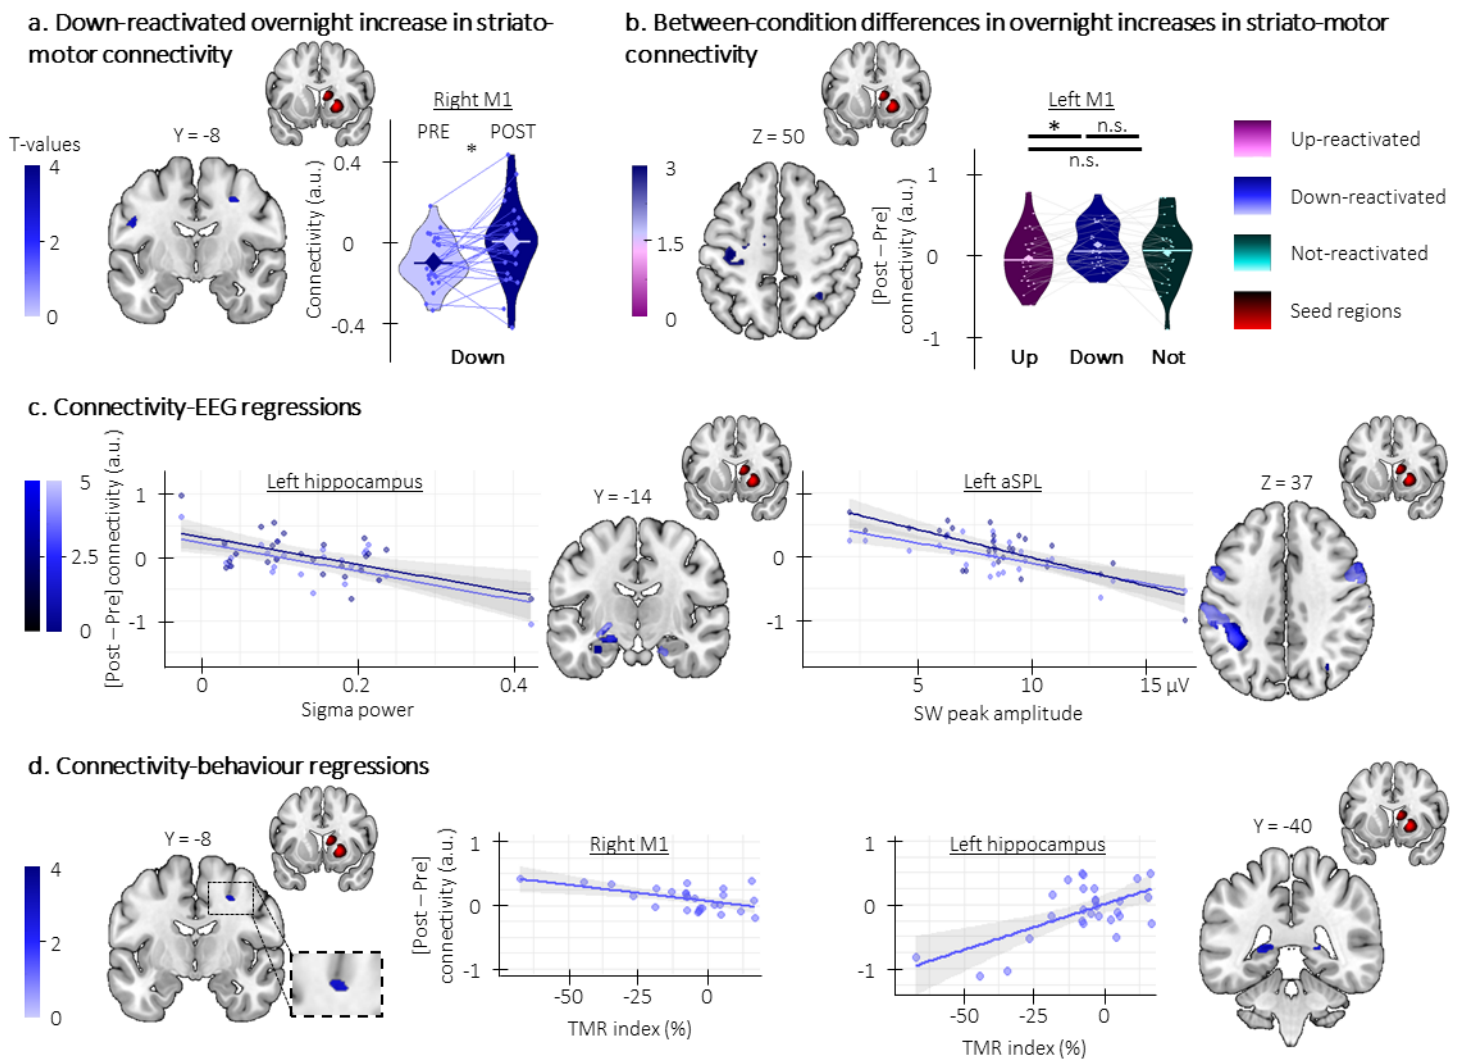 a. Down-reactivated overnight increase in striato-
motor connectivity
T-values
4
2
0
Y = -8
Right M1
PRE
POST
*
Connectivity (a.u.)
0.4
0
-0.4
Down
b. Between-condition differences in overnight increases in striato-motor
connectivity
3
1.5
0
Z = 50
Left M1
*
n.s.
n.s.
[Post – Pre]
connectivity (a.u.)
1
0
-1
Up
Down
Not
Up-reactivated
Down-reactivated
Not-reactivated
Seed regions
c. Connectivity-EEG regressions
5
2.5
0
[Post – Pre] connectivity (a.u.)
1
0
-1
Left hippocampus
0
0.2
0.4
Sigma power
Y = -14
0
-1
Left aSPL
5
10
15 µV
SW peak amplitude
Z = 37
d. Connectivity-behaviour regressions
4
2
0
Y = -8
[Post – Pre]
connectivity (a.u.)
1
0
-1
Right M1
-50
-25
0
TMR index (%)
1
0
-1
Left hippocampus
-50
-25
0
TMR index (%)
Y = -40